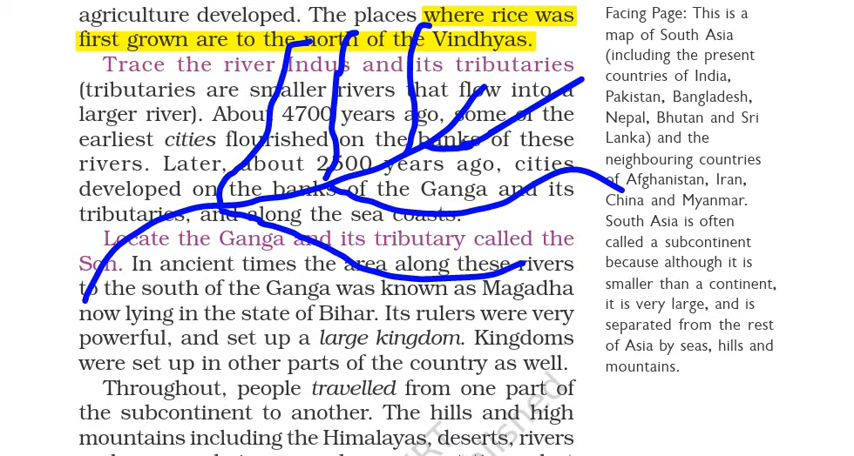 agriculture developed. The places where rice was
first grown are to the north of the Vindhyas.
Trace the river Indus and its tributaries
(tributaries are smaller rivers that flow into a
larger river). About 4700 years ago, some of the
earliest cities flourished on the banks of these
rivers. Later, about 2500 years ago, cities
developed on the banks of the Ganga and its
tributaries, and along the sea coasts.
Locate the Ganga and its tributary called the
Son. In ancient times the area along these rivers
to the south of the Ganga was known as Magadha
now lying in the state of Bihar. Its rulers were very
powerful, and set up a large kingdom. Kingdoms
were set up in other parts of the country as well.
Throughout, people travelled from one part of
the subcontinent to another. The hills and high
mountains including the Himalayas, deserts, rivers
Facing Page: This is a
map of South Asia
(including the present
countries of India,
Pakistan, Bangladesh,
Nepal, Bhutan and Sri
Lanka) and the
neighbouring countries
of Afghanistan, Iran,
China and Myanmar.
South Asia is often
called a subcontinent
because although it is
smaller than a continent,
it is very large, and is
separated from the rest
of Asia by seas, hills and
mountains.